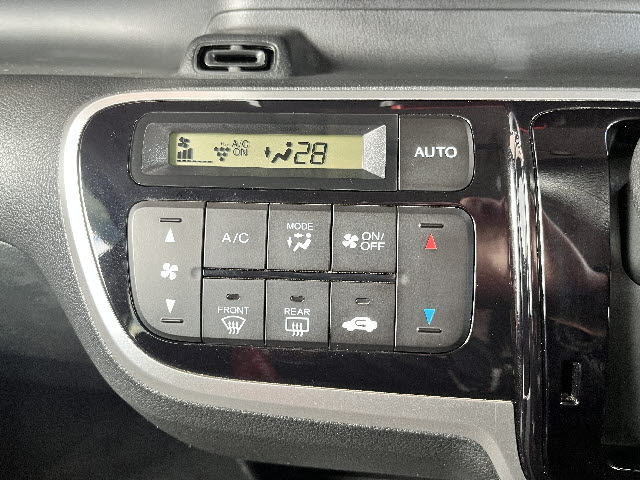 A/C
ON
28
AUTO
A/C
MODE
ON/
OFF
FRONT
REAR